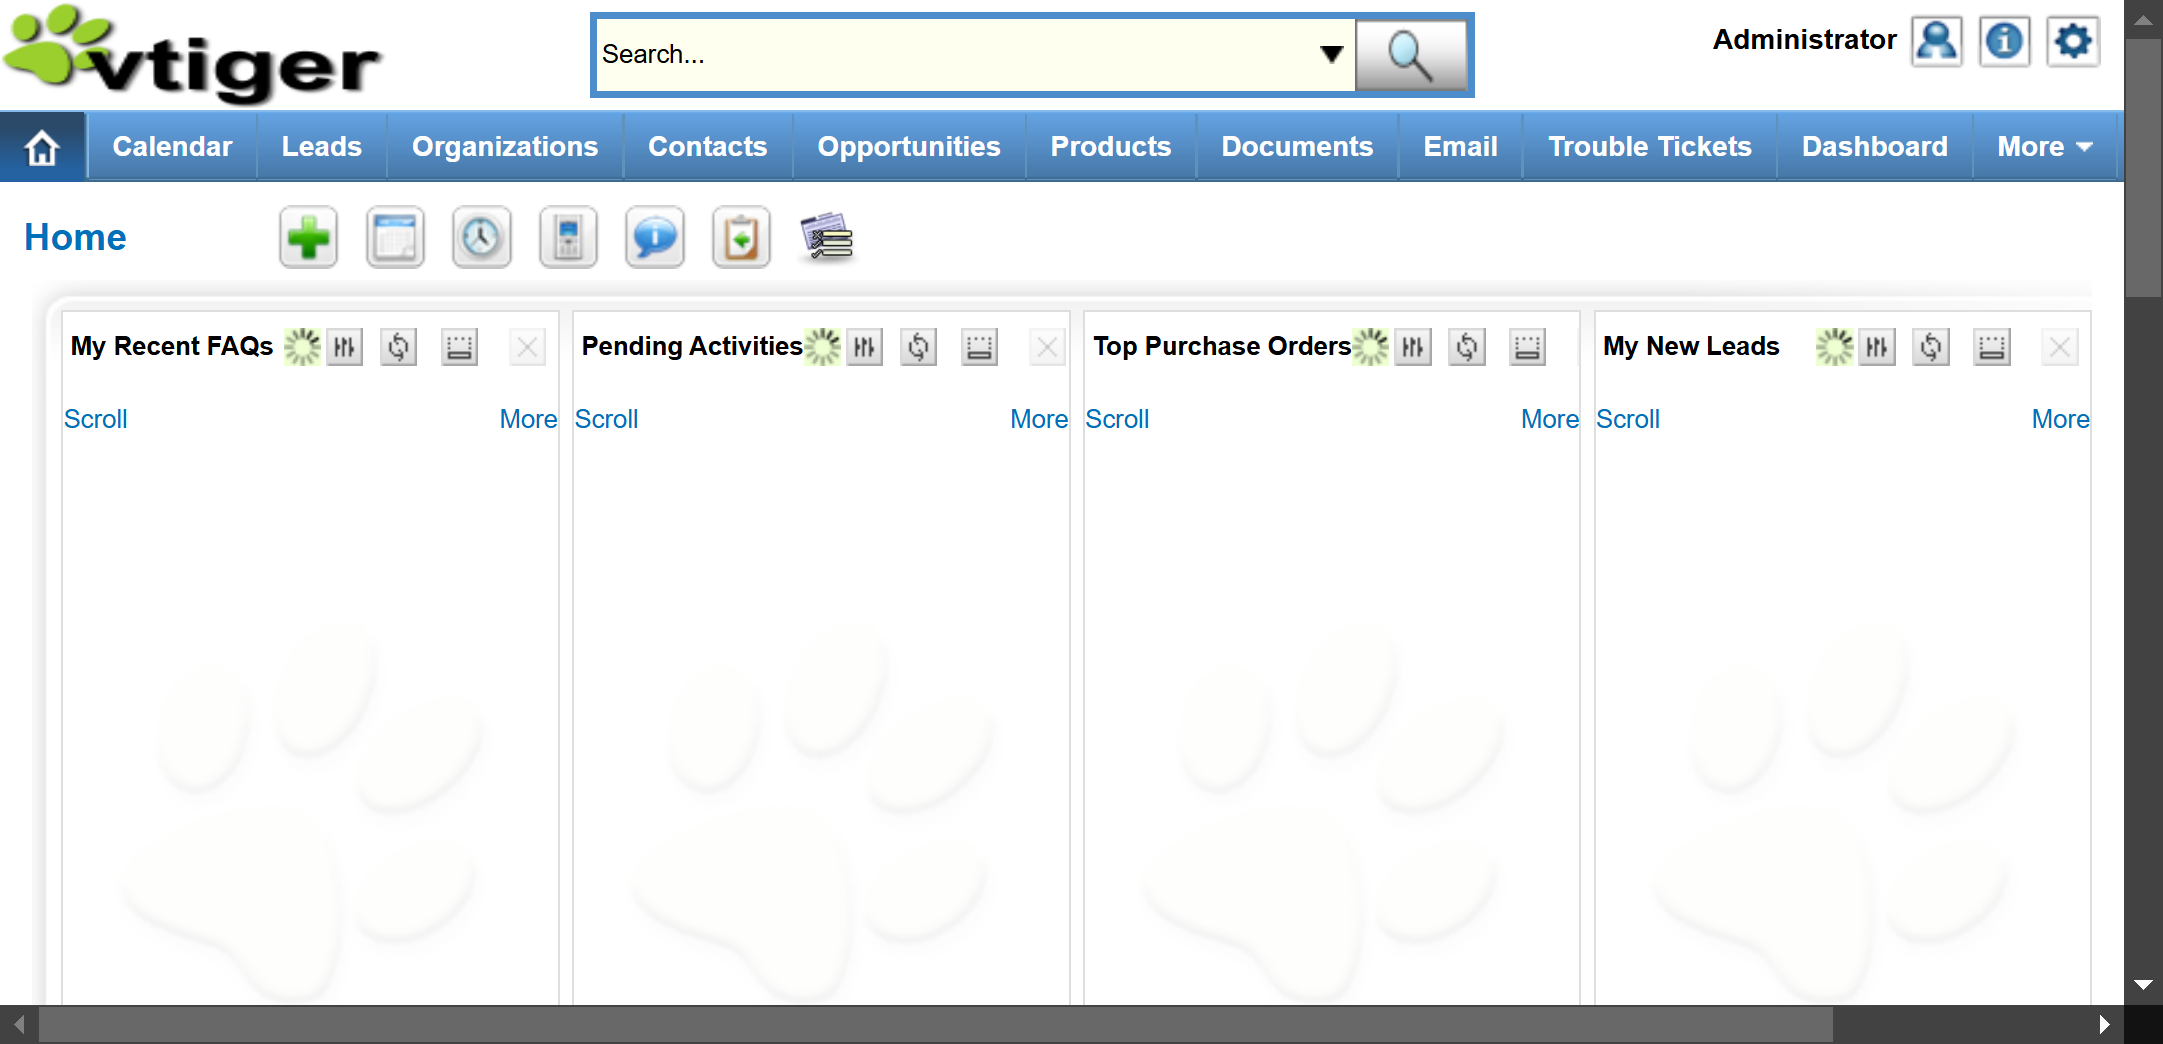 vtiger
Search...
Administrator
Calendar Leads Organizations Contacts Opportunities Products Documents Email Trouble Tickets Dashboard More
Home
My Recent FAQs Pending Activities Top Purchase Orders My New Leads
Scroll More Scroll More Scroll More Scroll More